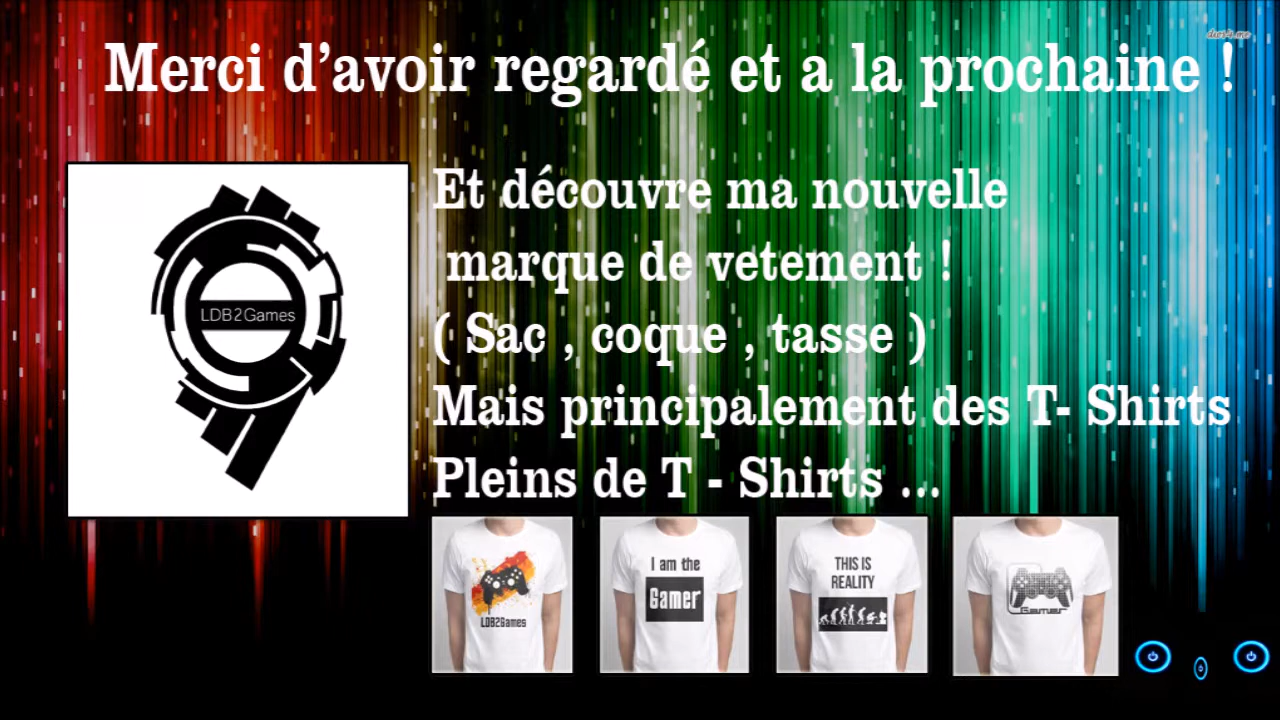 Merci d'avoir regardé et a la prochaine !
Et découvre ma nouvelle
marque de vetement !
( Sac , coque , tasse )
Mais principalement des T- Shirts
Pleins de T - Shirts ...
LDB2Games
LDB2Games
I am the
Gamer
THIS IS
REALITY
Gamer